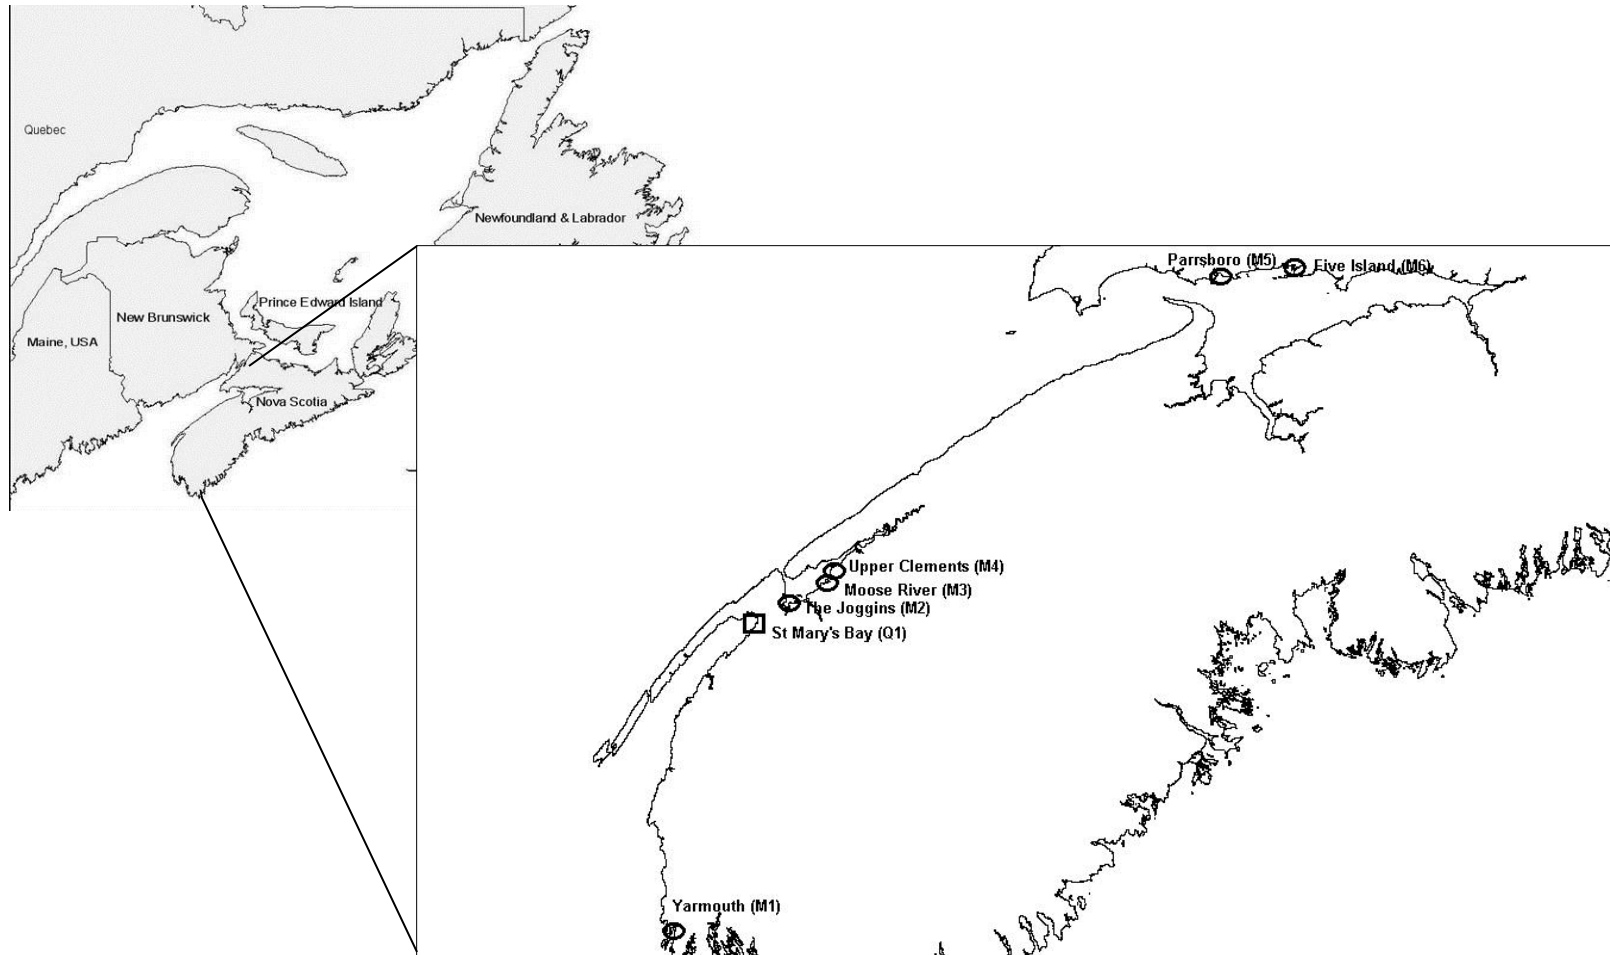 Quebec
Newfoundland & Labrador
Prince Edward Island
New Brunswick
Maine, USA
Nova Scotia
Parrsboro (M5)
Five Island (M6)
Upper Clements (M4)
Moose River (M3)
The Joggins (M2)
St Mary's Bay (Q1)
Yarmouth (M1)